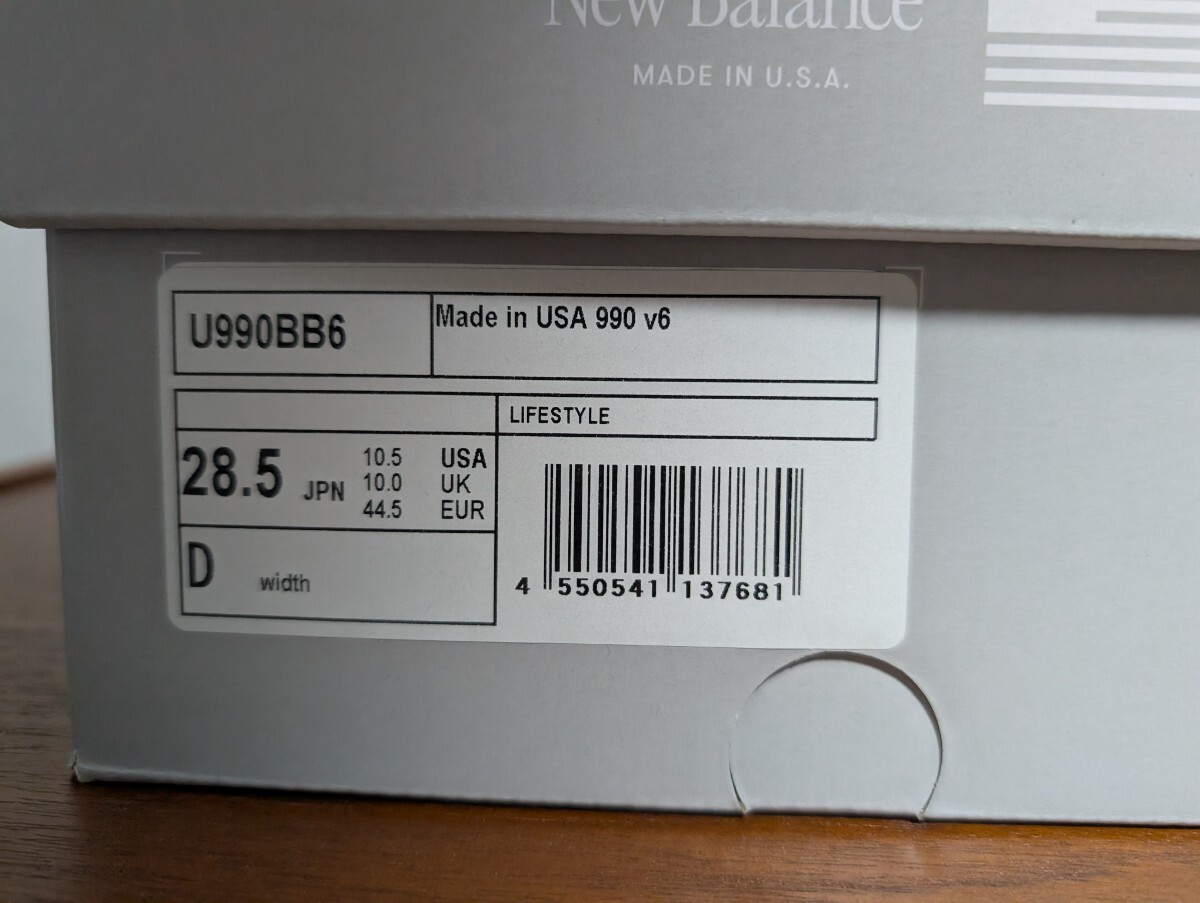 New Balance
MADE IN U.S.A.
U990BB6
Made in USA 990 v6
LIFESTYLE
28.5 JPN
10.5 USA
10.0 UK
44.5 EUR
D width
4 550541 137681